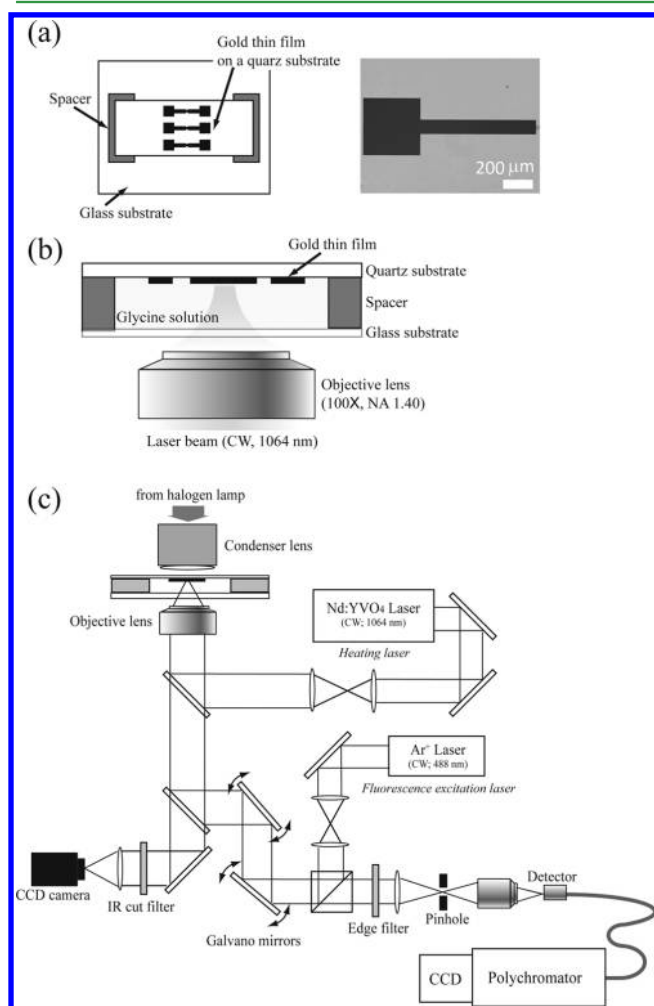 (a)
Gold thin film
on a quarz substrate
Spacer
Glass substrate
200 μm
(b)
Gold thin film
Quartz substrate
Spacer
Glycine solution
Glass substrate
Objective lens
(100X, NA 1.40)
Laser beam (CW, 1064 nm)
(c)
from halogen lamp
Condenser lens
Objective lens
Nd:YVO4 Laser
(CW; 1064 nm)
Heating laser
Ar+ Laser
(CW; 488 nm)
Fluorescence excitation laser
CCD camera
IR cut filter
Galvano mirrors
Edge filter
Pinhole
Detector
CCD
Polychromator